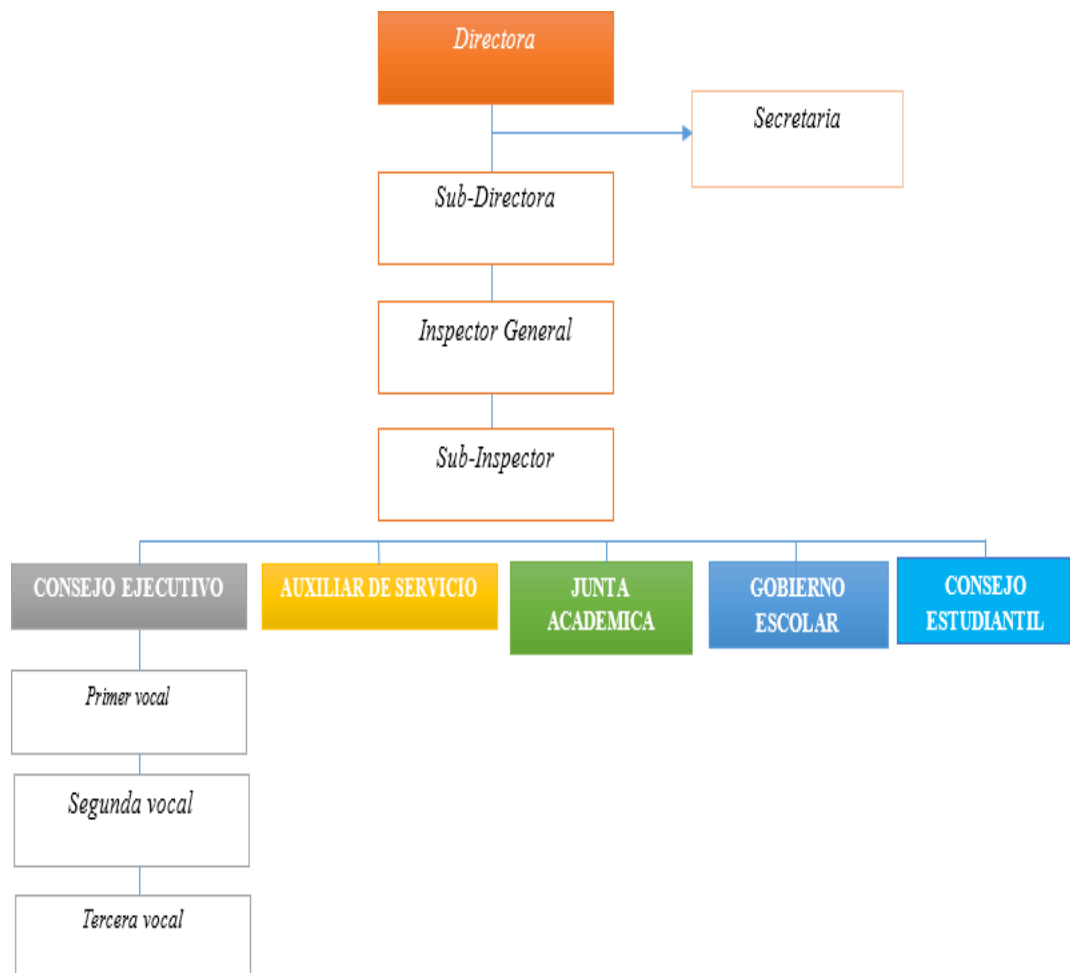 Directora
Secretaria
Sub-Directora
Inspector General
Sub-Inspector
CONSEJO EJECUTIVO
AUXILIAR DE SERVICIO
JUNTA
ACADEMICA
GOBIERNO
ESCOLAR
CONSEJO
ESTUDIANTIL
Primer vocal
Segunda vocal
Tercera vocal